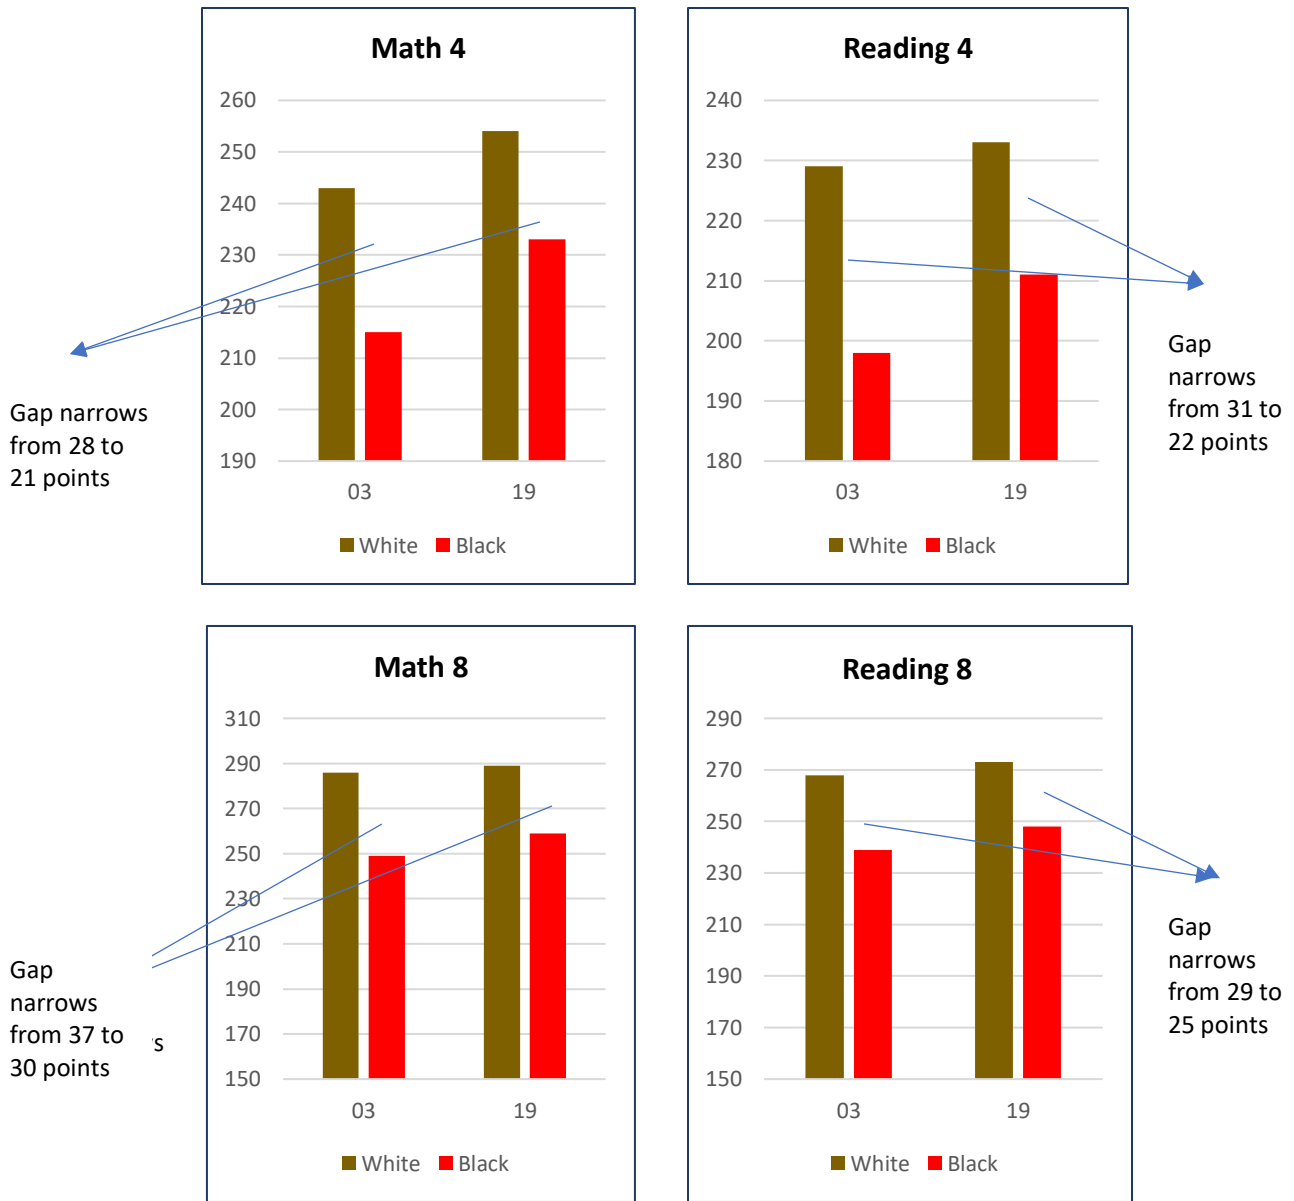 Math 4
260
250
240
230
220
210
200
190
03 19
White Black
Gap narrows
from 28 to
21 points
Reading 4
240
230
220
210
200
190
180
03 19
White Black
Gap
narrows
from 31 to
22 points
Math 8
310
290
270
250
230
210
190
170
150
03 19
White Black
Gap
narrows
from 37 to
30 points
Reading 8
290
270
250
230
210
190
170
150
03 19
White Black
Gap
narrows
from 29 to
25 points